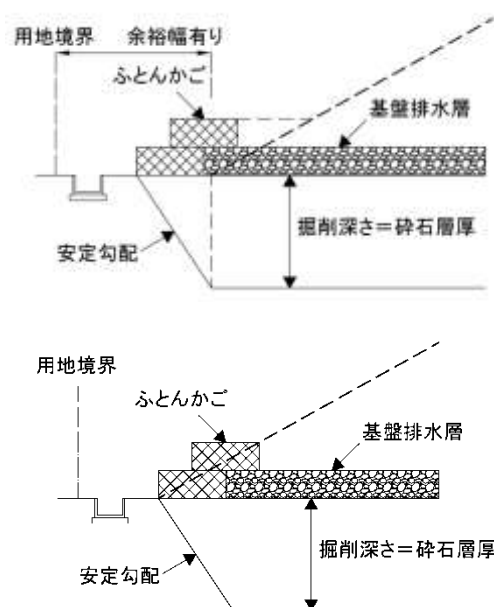 用地境界 余裕幅有り
ふとんかご
基盤排水層
掘削深さ＝砕石層厚
安定勾配
用地境界
ふとんかご
基盤排水層
掘削深さ＝砕石層厚
安定勾配